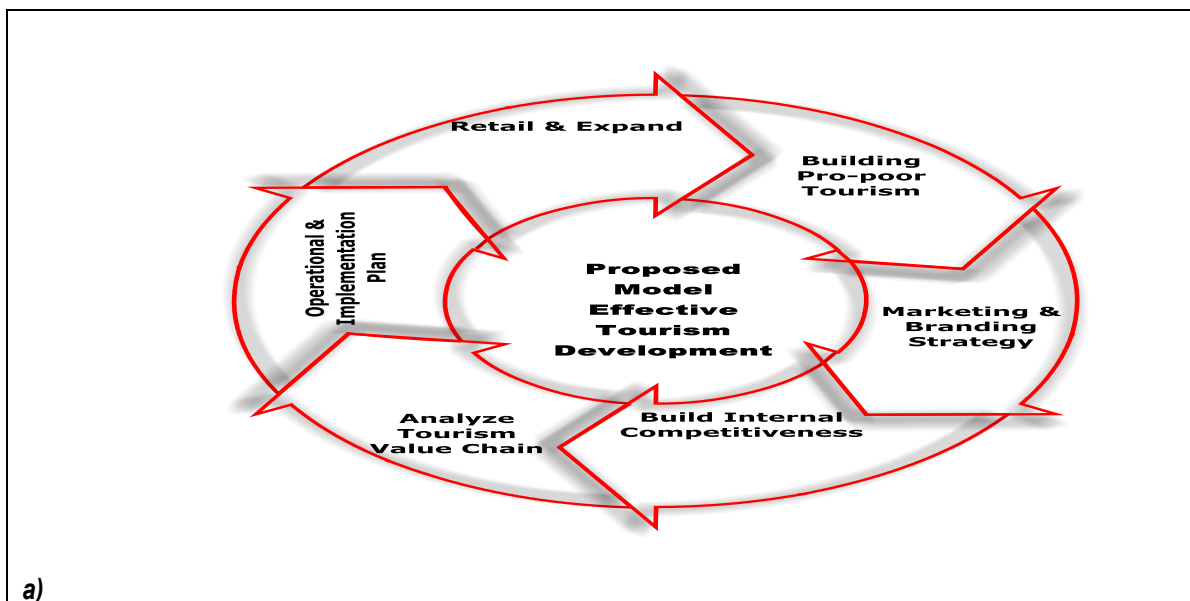 Retail & Expand
Building
Pro-poor
Tourism
Marketing &
Branding
Strategy
Build Internal
Competitiveness
Analyze
Tourism
Value Chain
Operational &
Implementation
Plan
Proposed
Model
Effective
Tourism
Development
a)